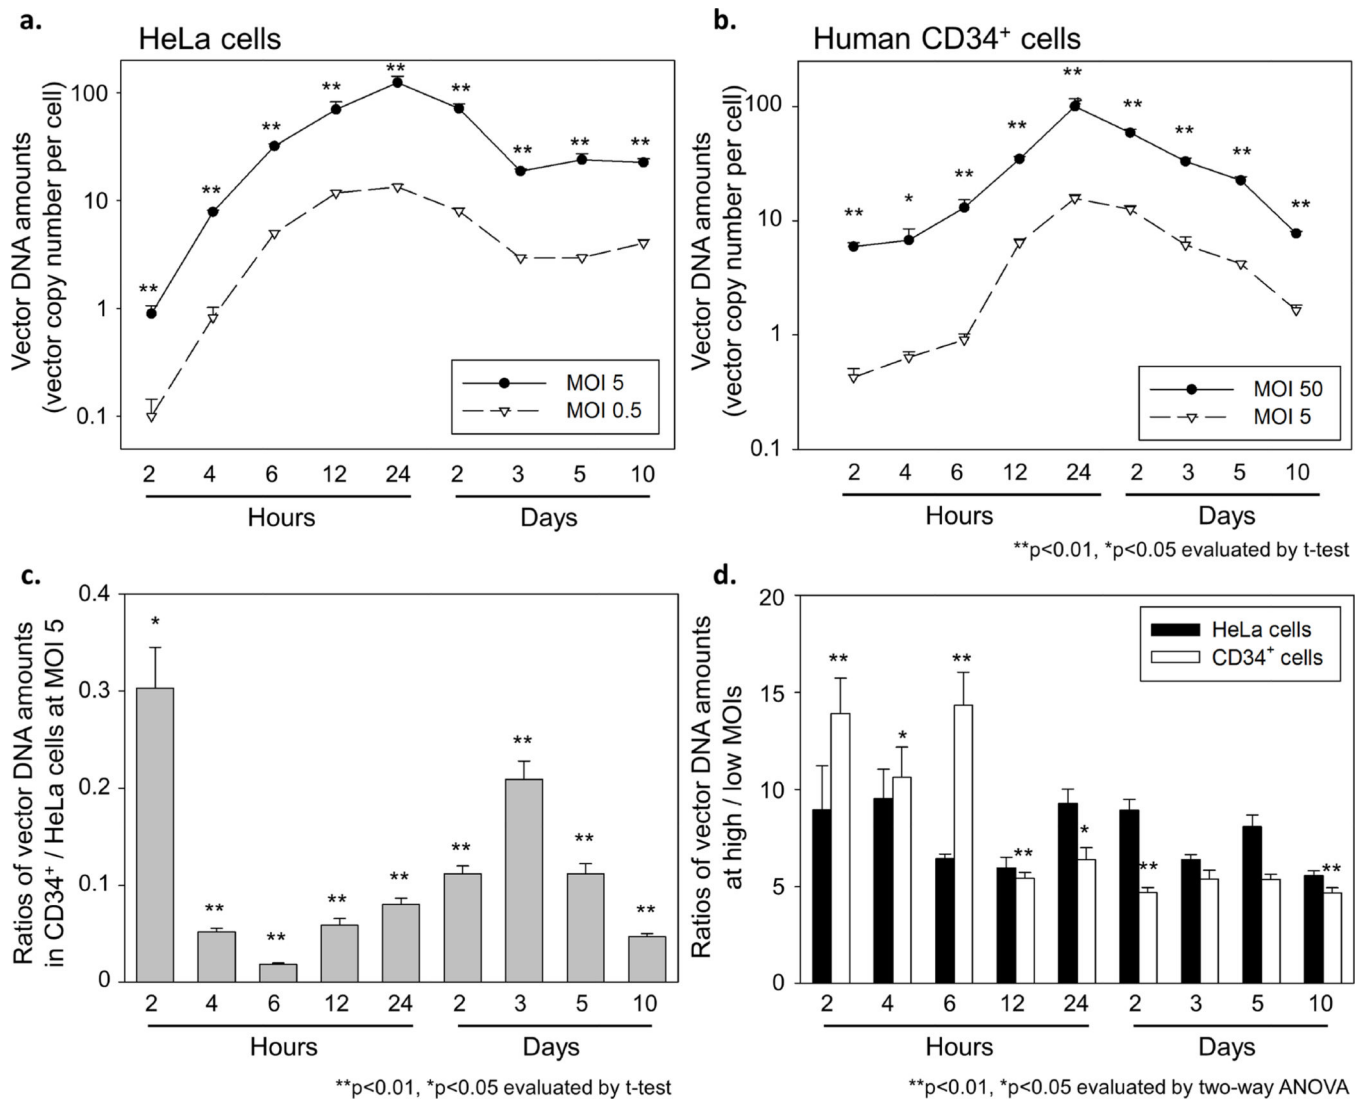 a.
HeLa cells
Vector DNA amounts
(vector copy number per cell)
100
10
1
0.1
**
**
**
**
**
**
**
**
**
MOI 5
MOI 0.5
2 4 6 12 24 2 3 5 10
Hours Days
b.
Human CD34⁺ cells
Vector DNA amounts
(vector copy number per cell)
100
10
1
0.1
**
*
**
**
**
**
**
**
**
MOI 50
MOI 5
2 4 6 12 24 2 3 5 10
Hours Days
**p<0.01, *p<0.05 evaluated by t-test
c.
Ratios of vector DNA amounts
in CD34⁺ / HeLa cells at MOI 5
0.4
0.3
0.2
0.1
0
*
**
**
**
**
**
**
**
**
2 4 6 12 24 2 3 5 10
Hours Days
**p<0.01, *p<0.05 evaluated by t-test
d.
Ratios of vector DNA amounts
at high / low MOIs
20
15
10
5
0
HeLa cells
CD34⁺ cells
**
*
**
**
*
**
**
2 4 6 12 24 2 3 5 10
Hours Days
**p<0.01, *p<0.05 evaluated by two-way ANOVA